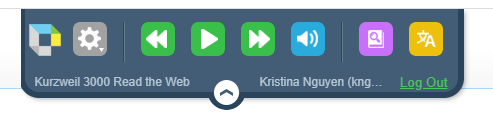 Kurzweil 3000 Read the Web Kristina Nguyen (kng... Log Out